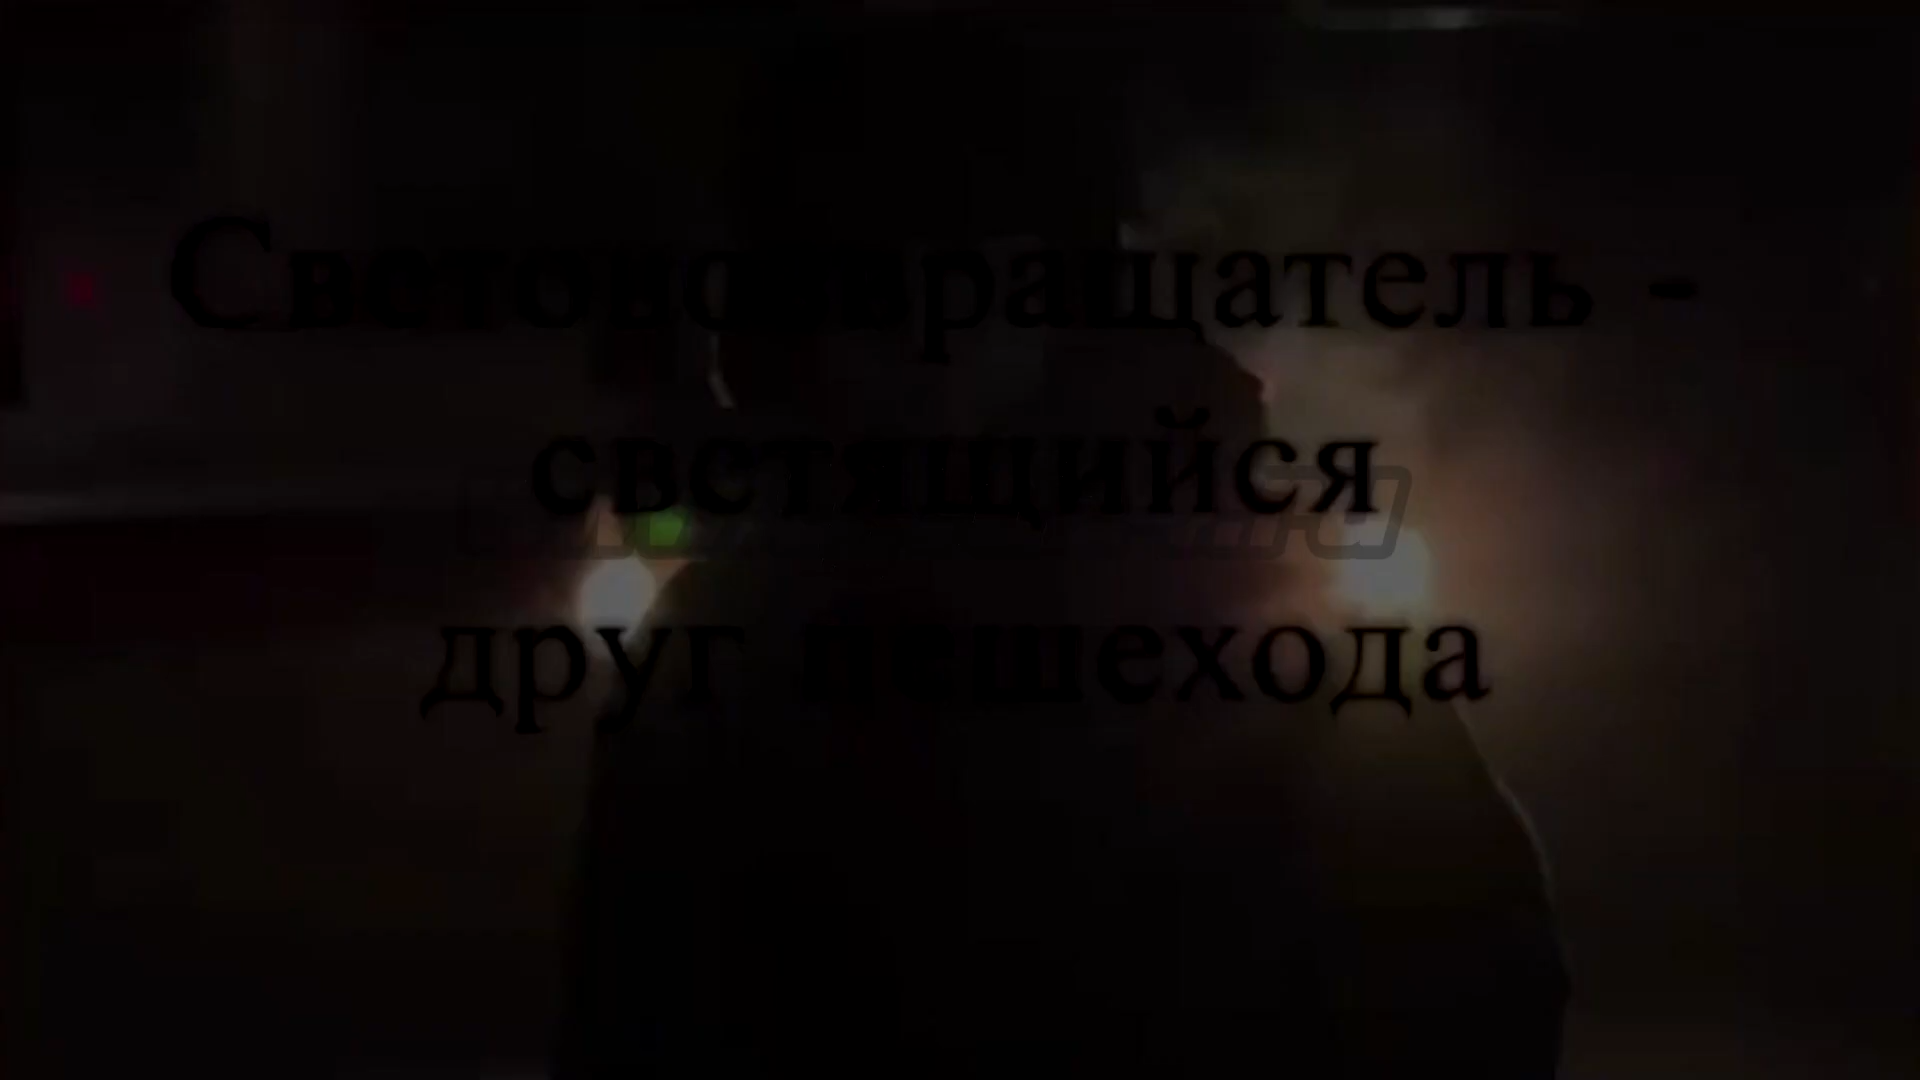 Световозвращатель -
светящийся
друг пешехода